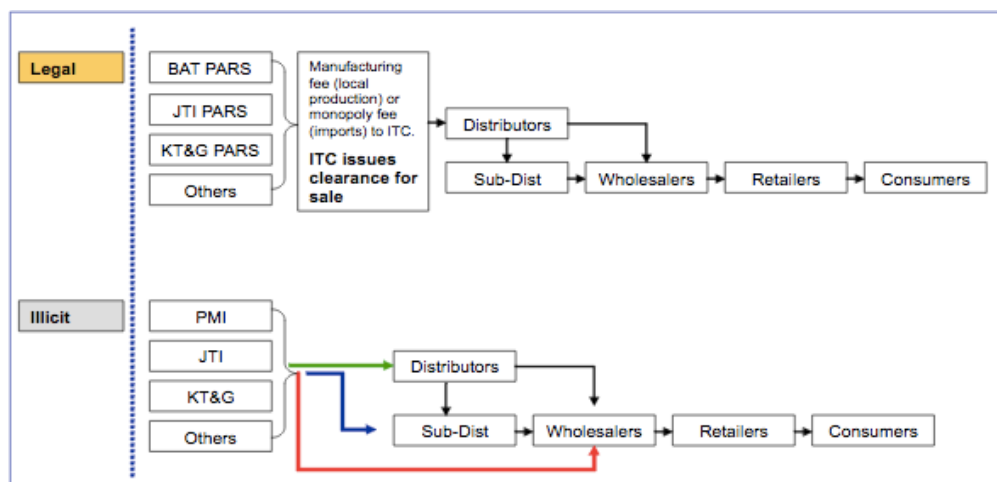 Legal
BAT PARS
JTI PARS
KT&G PARS
Others
Manufacturing
fee (local
production) or
monopoly fee
(imports) to ITC.
ITC issues
clearance for
sale
Distributors
Sub-Dist
Wholesalers
Retailers
Consumers
Illicit
PMI
JTI
KT&G
Others
Distributors
Sub-Dist
Wholesalers
Retailers
Consumers